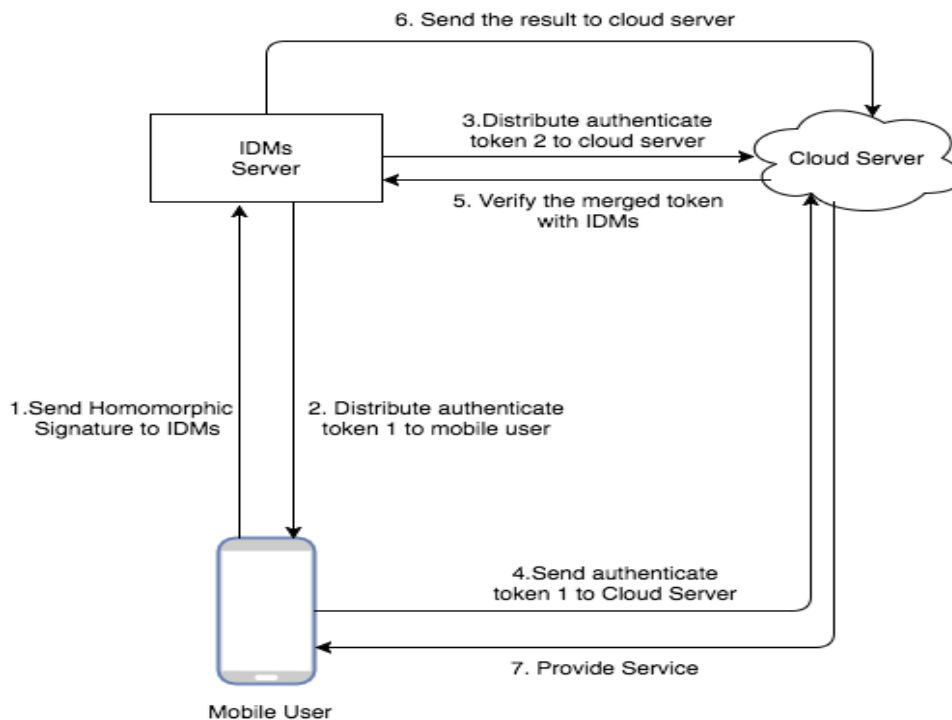 6. Send the result to cloud server
IDMs
Server
3.Distribute authenticate
token 2 to cloud server
Cloud Server
5. Verify the merged token
with IDMs
1.Send Homomorphic
Signature to IDMs
2. Distribute authenticate
token 1 to mobile user
4.Send authenticate
token 1 to Cloud Server
7. Provide Service
Mobile User